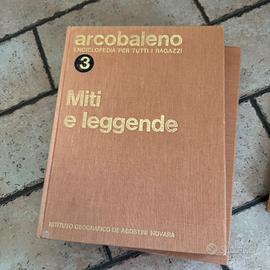 arcobaleno
ENCICLOPEDIA PER TUTTI I RAGAZZI
3
Miti
e leggende
ISTITUTO GEOGRAFICO DE AGOSTINI NOVARA